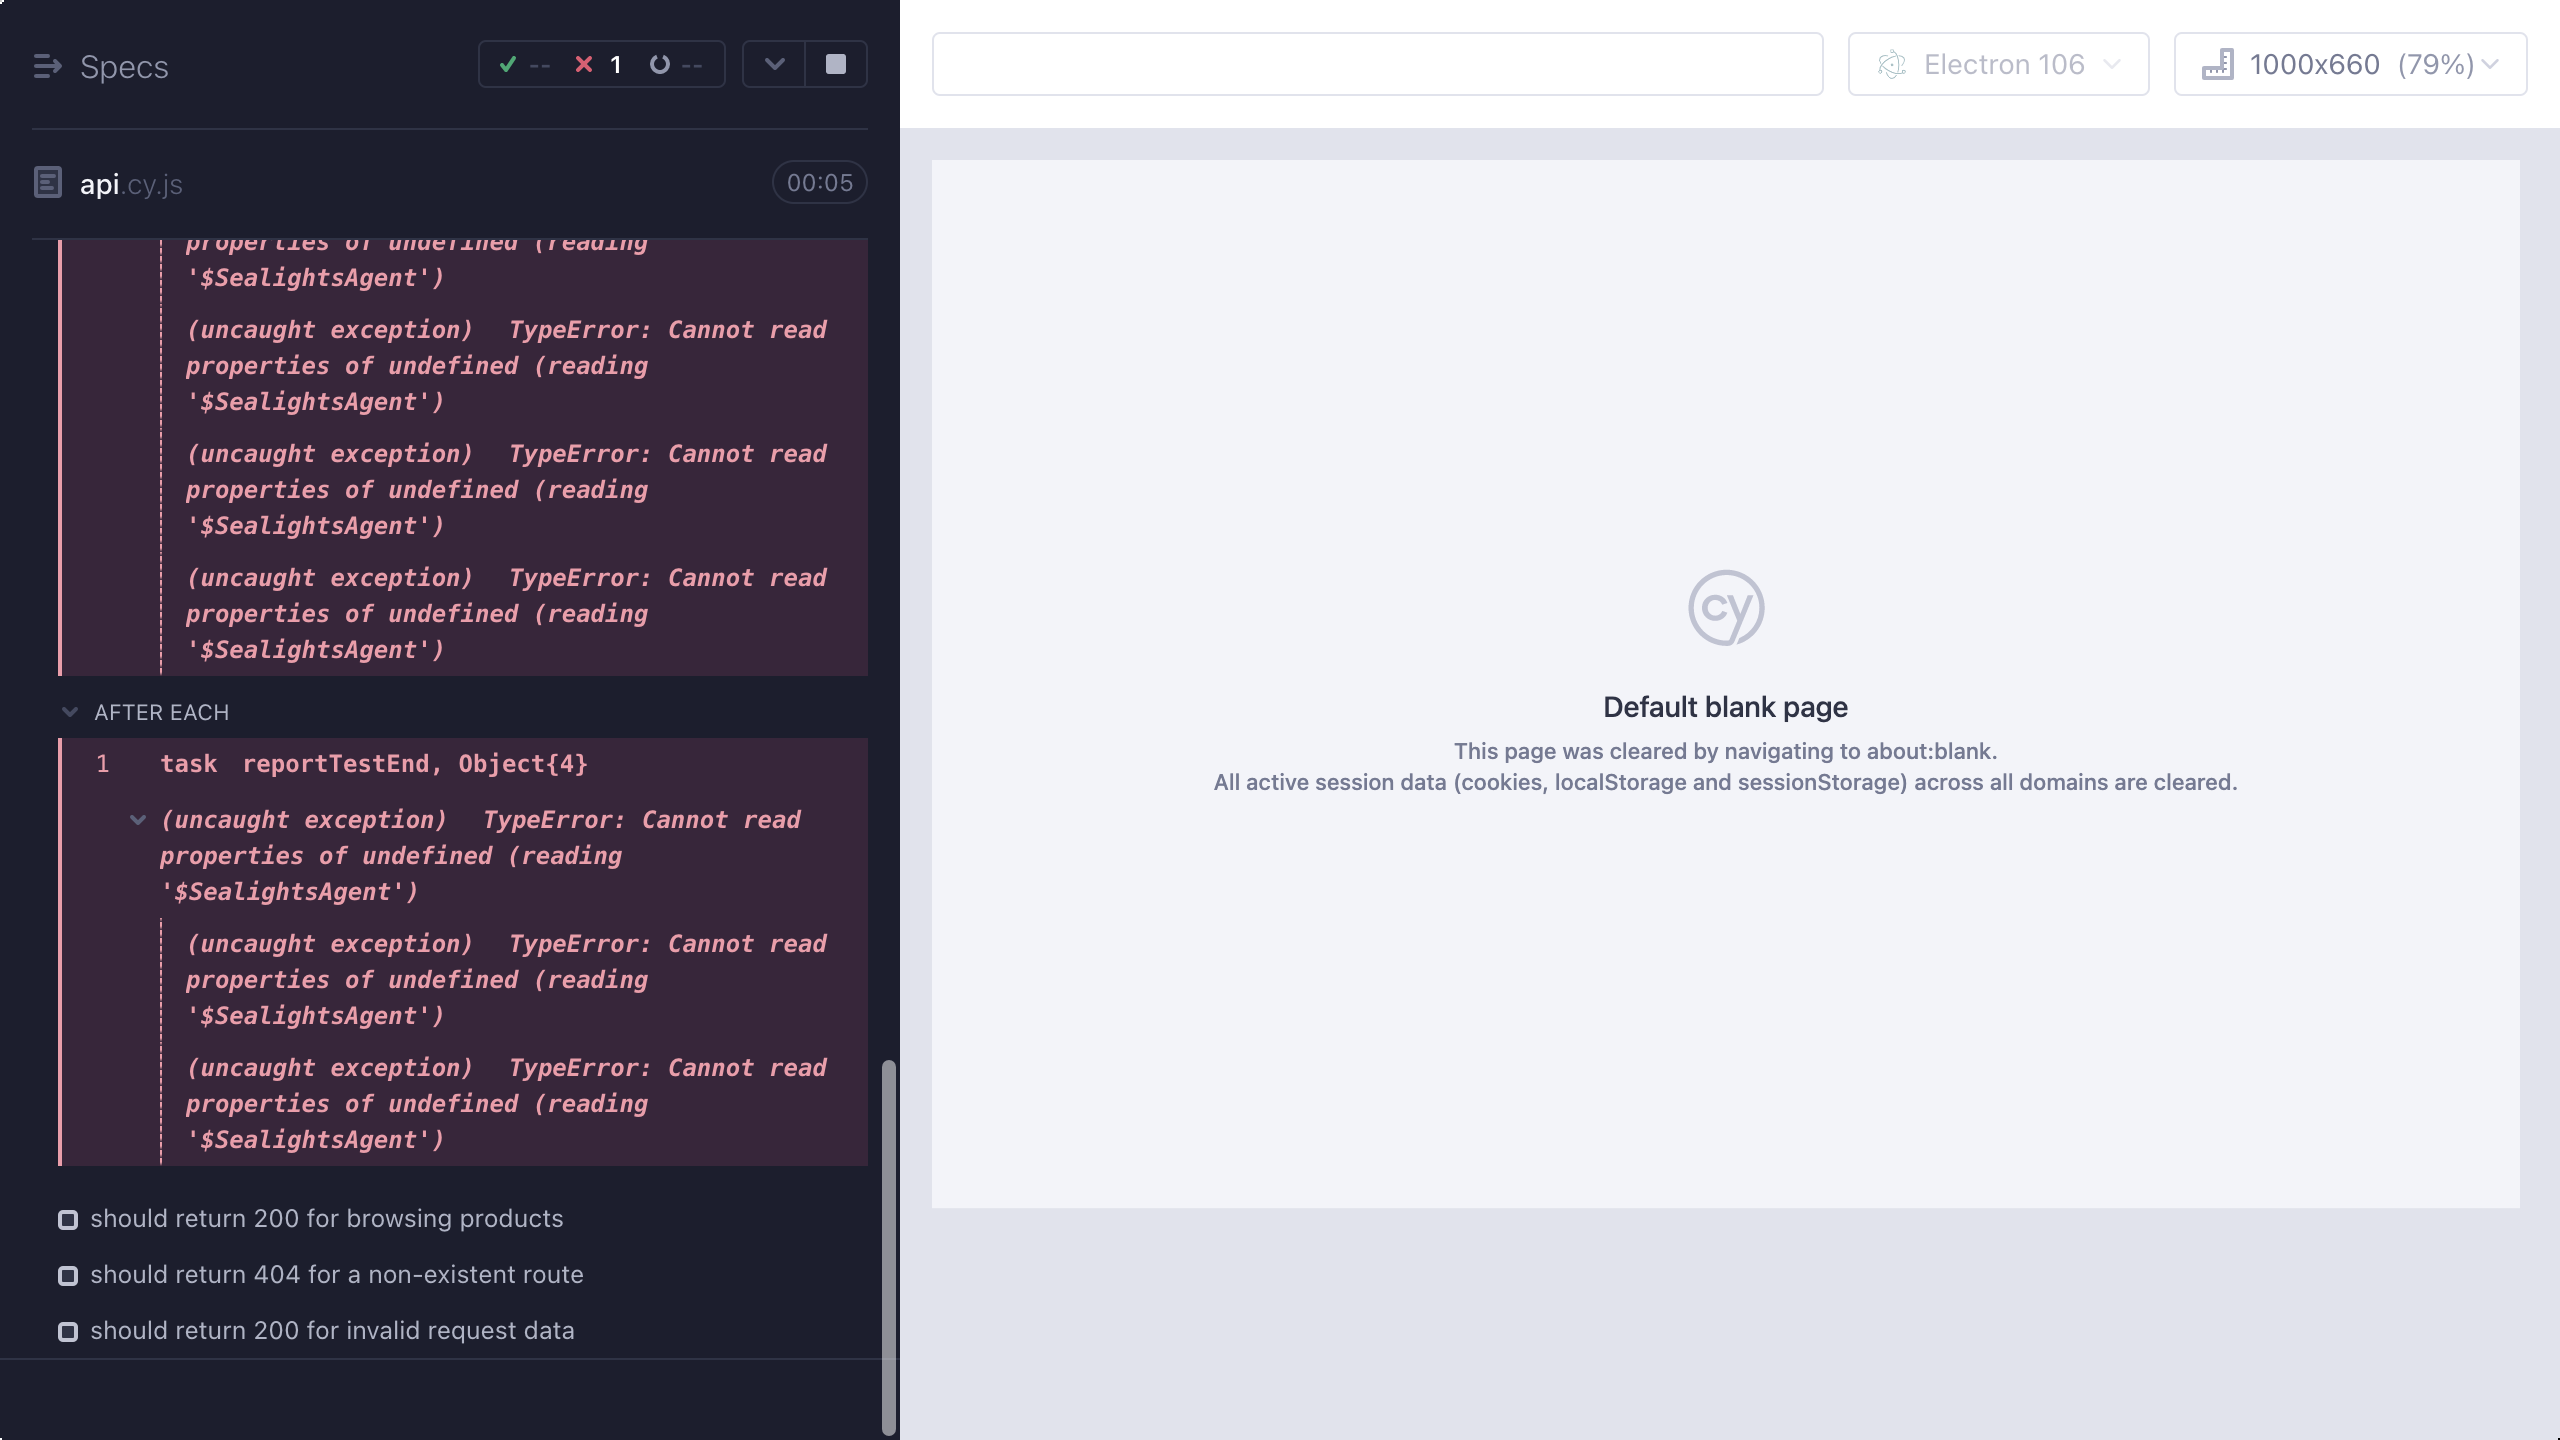 Specs
-- 1 --
api.cy.js
00:05
properties of undefined (reading
'$SealightsAgent')
(uncaught exception) TypeError: Cannot read
properties of undefined (reading
'$SealightsAgent')
(uncaught exception) TypeError: Cannot read
properties of undefined (reading
'$SealightsAgent')
(uncaught exception) TypeError: Cannot read
properties of undefined (reading
'$SealightsAgent')
AFTER EACH
1 task reportTestEnd, Object{4}
(uncaught exception) TypeError: Cannot read
properties of undefined (reading
'$SealightsAgent')
(uncaught exception) TypeError: Cannot read
properties of undefined (reading
'$SealightsAgent')
(uncaught exception) TypeError: Cannot read
properties of undefined (reading
'$SealightsAgent')
should return 200 for browsing products
should return 404 for a non-existent route
should return 200 for invalid request data
Electron 106
1000x660 (79%)
cy
Default blank page
This page was cleared by navigating to about:blank.
All active session data (cookies, localStorage and sessionStorage) across all domains are cleared.